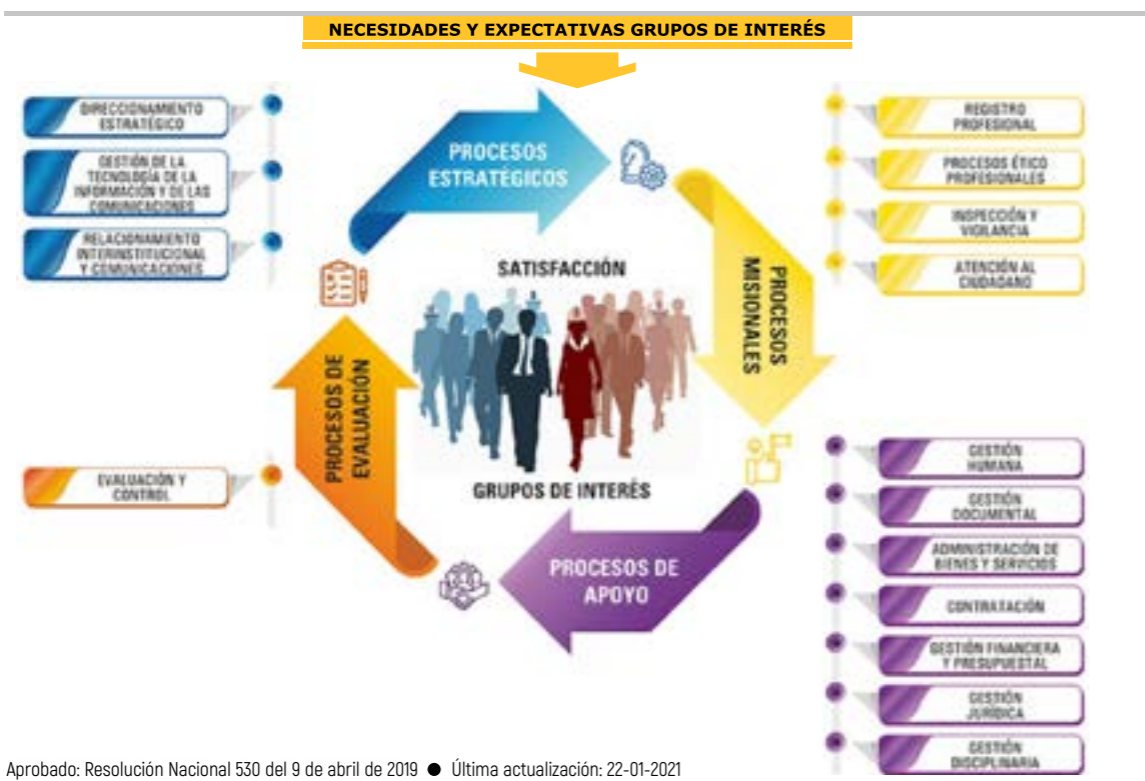 NECESIDADES Y EXPECTATIVAS GRUPOS DE INTERÉS
DIRECCIONAMIENTO
ESTRATÉGICO
GESTIÓN DE LA
TECNOLOGÍA DE LA
INFORMACIÓN Y DE LAS
COMUNICACIONES
RELACIONAMIENTO
INTERINSTITUCIONAL
Y COMUNICACIONES
PROCESOS
ESTRATÉGICOS
REGISTRO
PROFESIONAL
PROCESOS ÉTICO
PROFESIONALES
INSPECCIÓN Y
VIGILANCIA
ATENCIÓN AL
CIUDADANO
SATISFACCIÓN
GRUPOS DE INTERÉS
PROCESOS
MISIONALES
PROCESOS DE
EVALUACIÓN
EVALUACIÓN Y
CONTROL
PROCESOS DE
APOYO
GESTIÓN
HUMANA
GESTIÓN
DOCUMENTAL
ADMINISTRACIÓN DE
BIENES Y SERVICIOS
CONTRATACIÓN
GESTIÓN FINANCIERA
Y PRESUPUESTAL
GESTIÓN
JURÍDICA
GESTIÓN
DISCIPLINARIA
Aprobado: Resolución Nacional 530 del 9 de abril de 2019 ● Última actualización: 22-01-2021